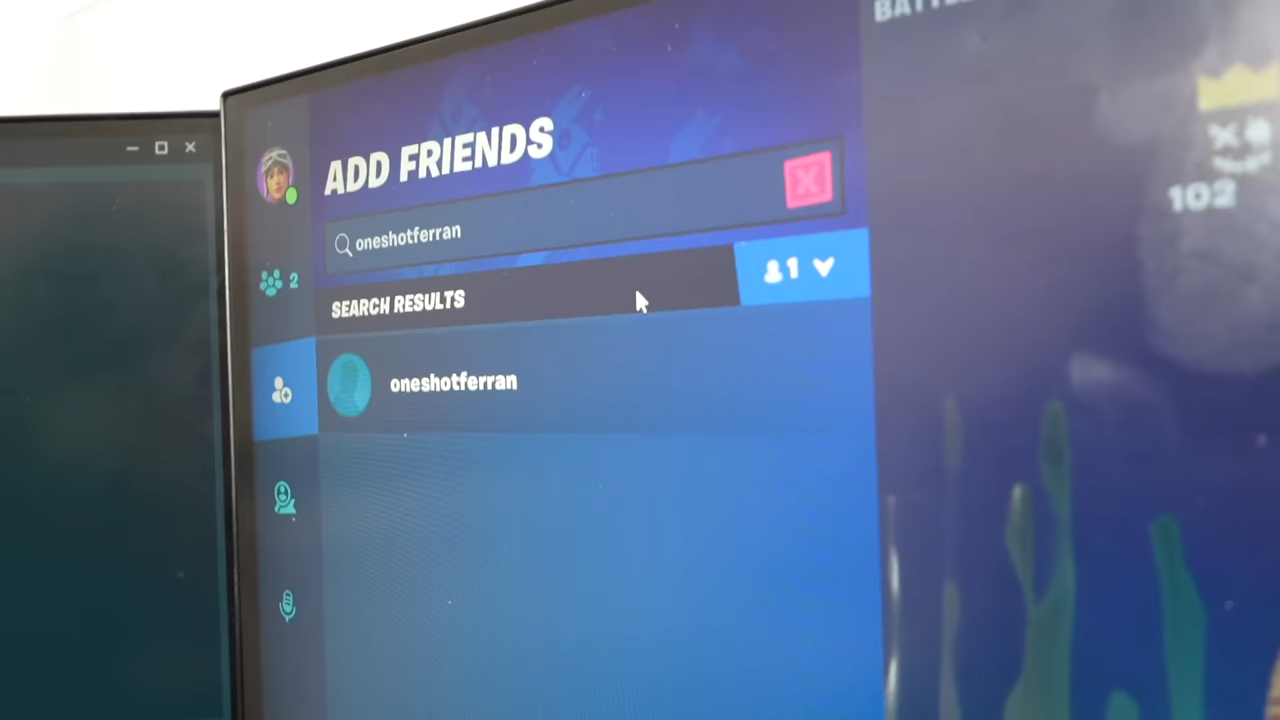 ADD FRIENDS
oneshotferran
2
SEARCH RESULTS
1
oneshotferran
102